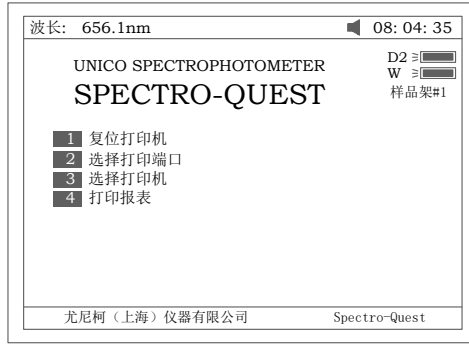 波长: 656.1nm 08: 04: 35
UNICO SPECTROPHOTOMETER
SPECTRO-QUEST
D2
W
样品架#1
1 复位打印机
2 选择打印端口
3 选择打印机
4 打印报表
尤尼柯（上海）仪器有限公司 Spectro-Quest